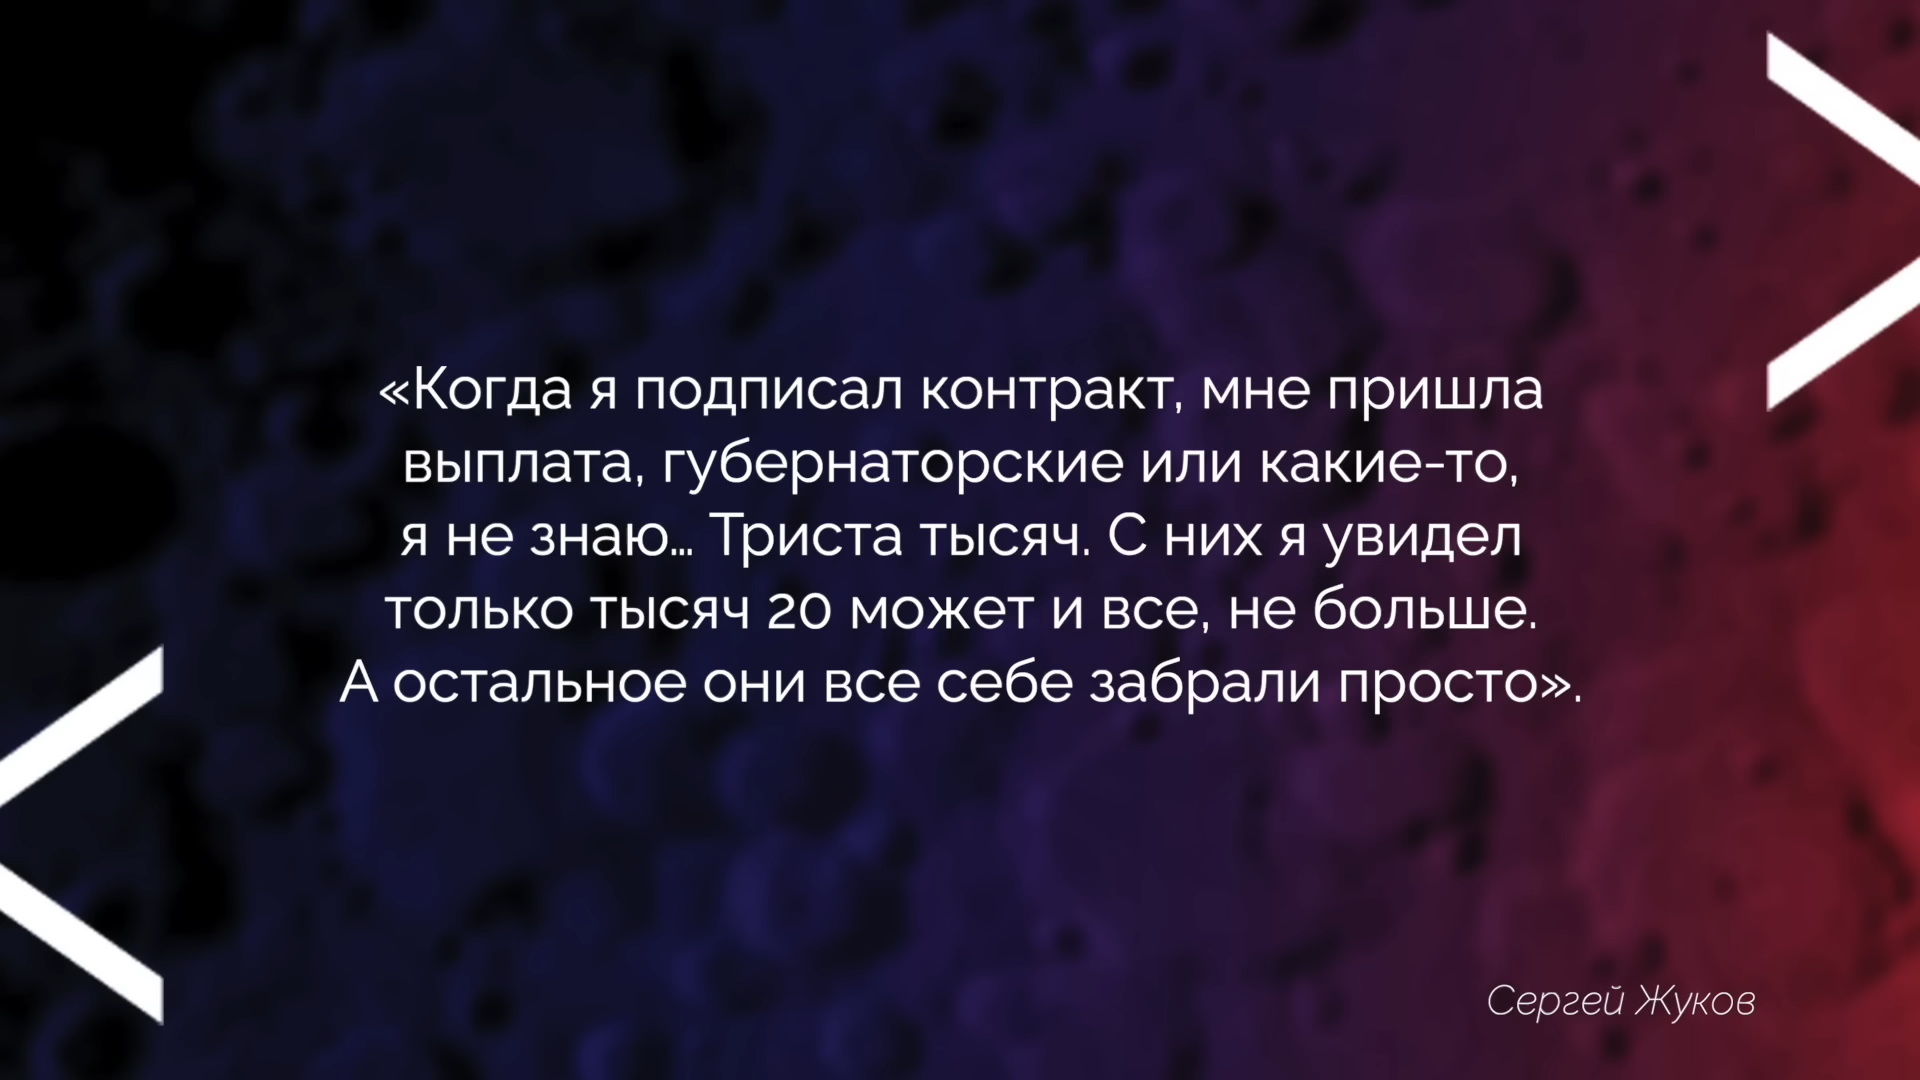 «Когда я подписал контракт, мне пришла
выплата, губернаторские или какие-то,
я не знаю... Триста тысяч. С них я увидел
только тысяч 20 может и все, не больше.
А остальное они все себе забрали просто».
Сергей Жуков